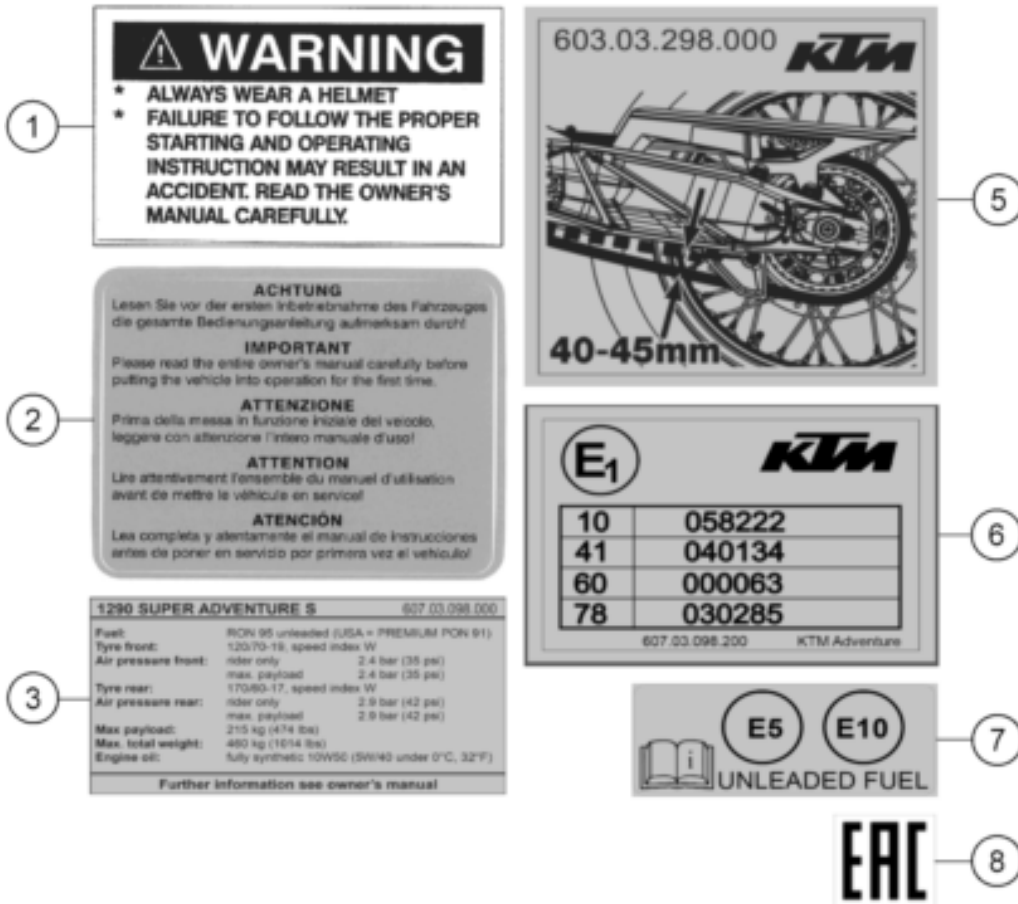 1
WARNING
* ALWAYS WEAR A HELMET
* FAILURE TO FOLLOW THE PROPER
STARTING AND OPERATING
INSTRUCTION MAY RESULT IN AN
ACCIDENT. READ THE OWNER'S
MANUAL CAREFULLY.
2
ACHTUNG
Lesen Sie vor der ersten Inbetriebnahme des Fahrzeuges
die gesamte Bedienungsanleitung aufmerksam durch!
IMPORTANT
Please read the entire owner's manual carefully before
putting the vehicle into operation for the first time.
ATTENZIONE
Prima della messa in funzione iniziale del veicolo,
leggere con attenzione l'intero manuale d'uso!
ATTENTION
Lire attentivement l'ensemble du manuel d'utilisation
avant de mettre le véhicule en service!
ATENCIÓN
Lea completa y atentamente el manual de instrucciones
antes de poner en servicio por primera vez el vehiculo!
3
1290 SUPER ADVENTURE S 607.03.098.000
Fuel: RON 95 unleaded (USA = PREMIUM PON 91)
Tyre front: 120/70-19, speed index W
Air pressure front: rider only 2.4 bar (35 psi)
max. payload 2.4 bar (35 psi)
Tyre rear: 170/60-17, speed index W
Air pressure rear: rider only 2.9 bar (42 psi)
max. payload 2.9 bar (42 psi)
Max payload: 215 kg (474 lbs)
Max. total weight: 460 kg (1014 lbs)
Engine oil: fully synthetic 10W50 (5W/40 under 0°C, 32°F)
Further information see owner's manual
603.03.298.000 KTM
40-45mm
5
E1 KTM
10 058222
41 040134
60 000063
78 030285
607.03.098.200 KTM Adventure
6
E5 E10
i
UNLEADED FUEL
7
EAC
8